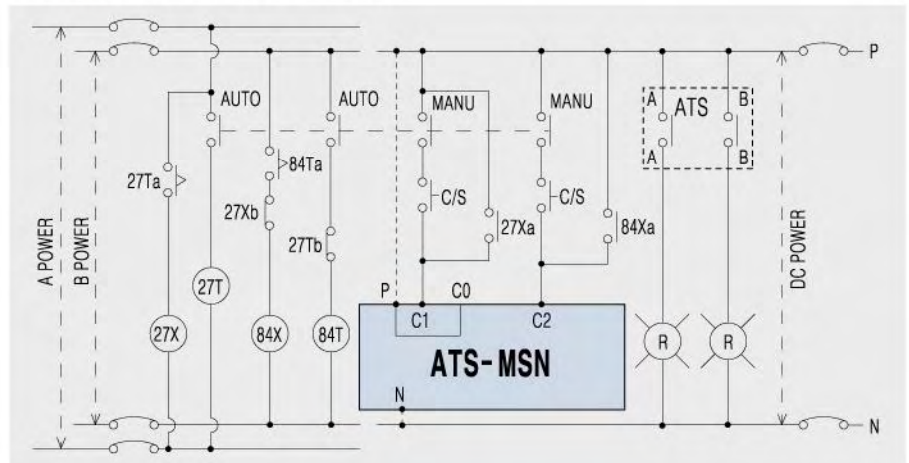 P
AUTO
AUTO
MANU
MANU
A
ATS
B
27Ta
84Ta
27Xb
C/S
C/S
A
B
27Tb
27Xa
84Xa
A POWER
B POWER
DC POWER
27T
P
C0
27X
84X
84T
C1
C2
R
R
ATS-MSN
N
N